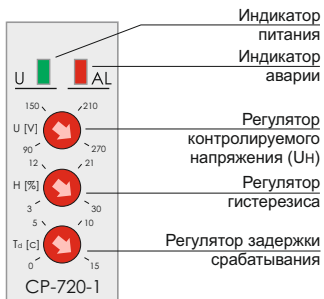 Индикатор
питания
Индикатор
аварии
U AL
150 210
U [V]
90 270
Регулятор
контролируемого
напряжения (Uн)
12 21
H [%]
3 30
Регулятор
гистерезиса
5 10
Td [c]
0 15
Регулятор задержки
срабатывания
CP-720-1